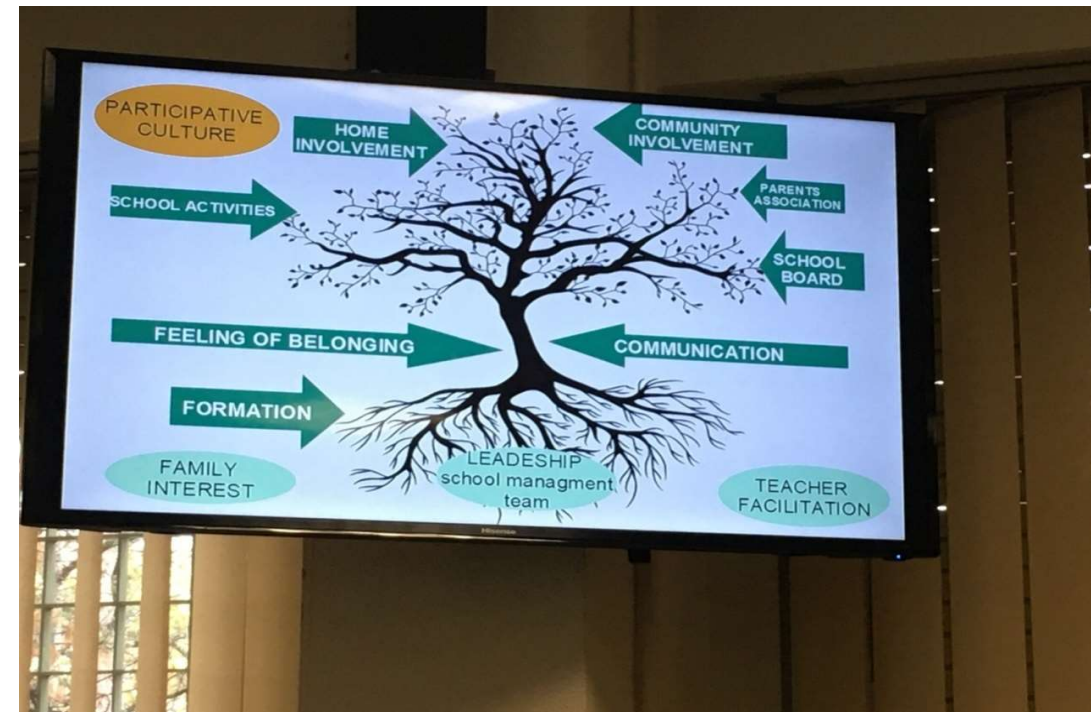 PARTICIPATIVE
CULTURE
HOME
INVOLVEMENT
COMMUNITY
INVOLVEMENT
SCHOOL ACTIVITIES
PARENTS
ASSOCIATION
SCHOOL
BOARD
FEELING OF BELONGING
COMMUNICATION
FORMATION
FAMILY
INTEREST
LEADESHIP
school managment
team
TEACHER
FACILITATION
Hisense